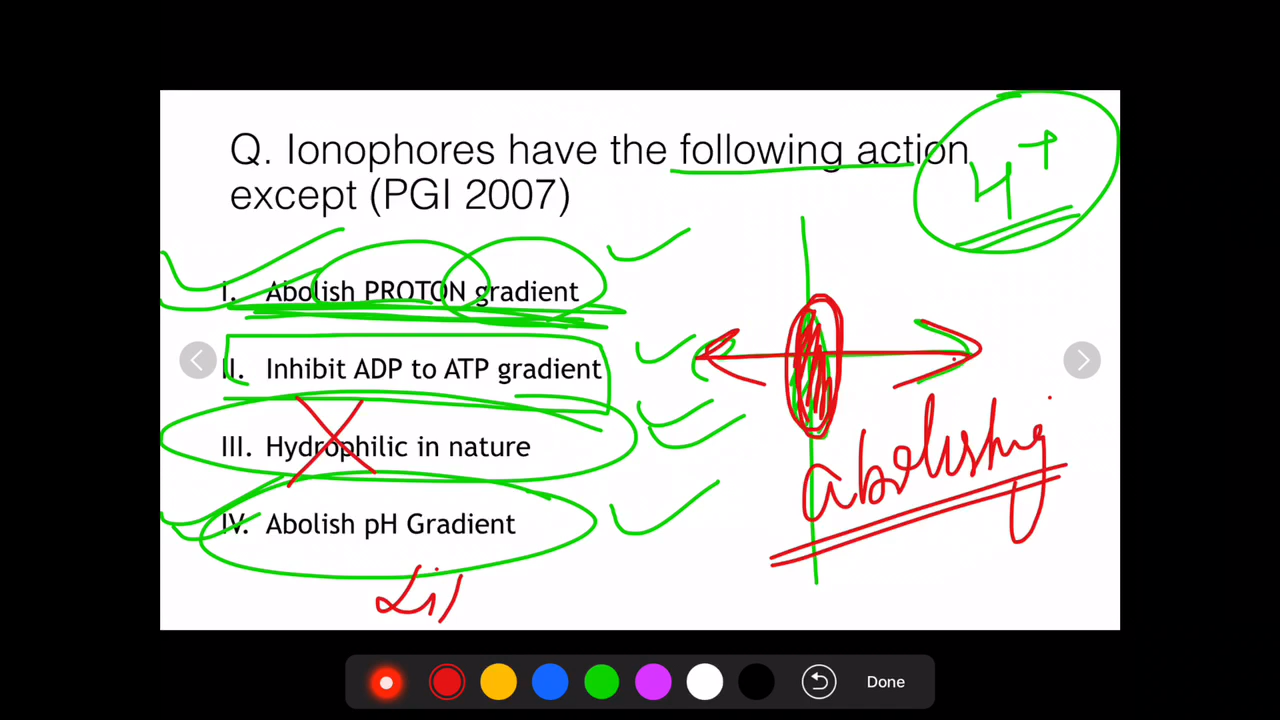 Q. Ionophores have the following action
except (PGI 2007)
H+
I. Abolish PROTON gradient
II. Inhibit ADP to ATP gradient
III. Hydrophilic in nature
IV. Abolish pH Gradient
abolishing
Done